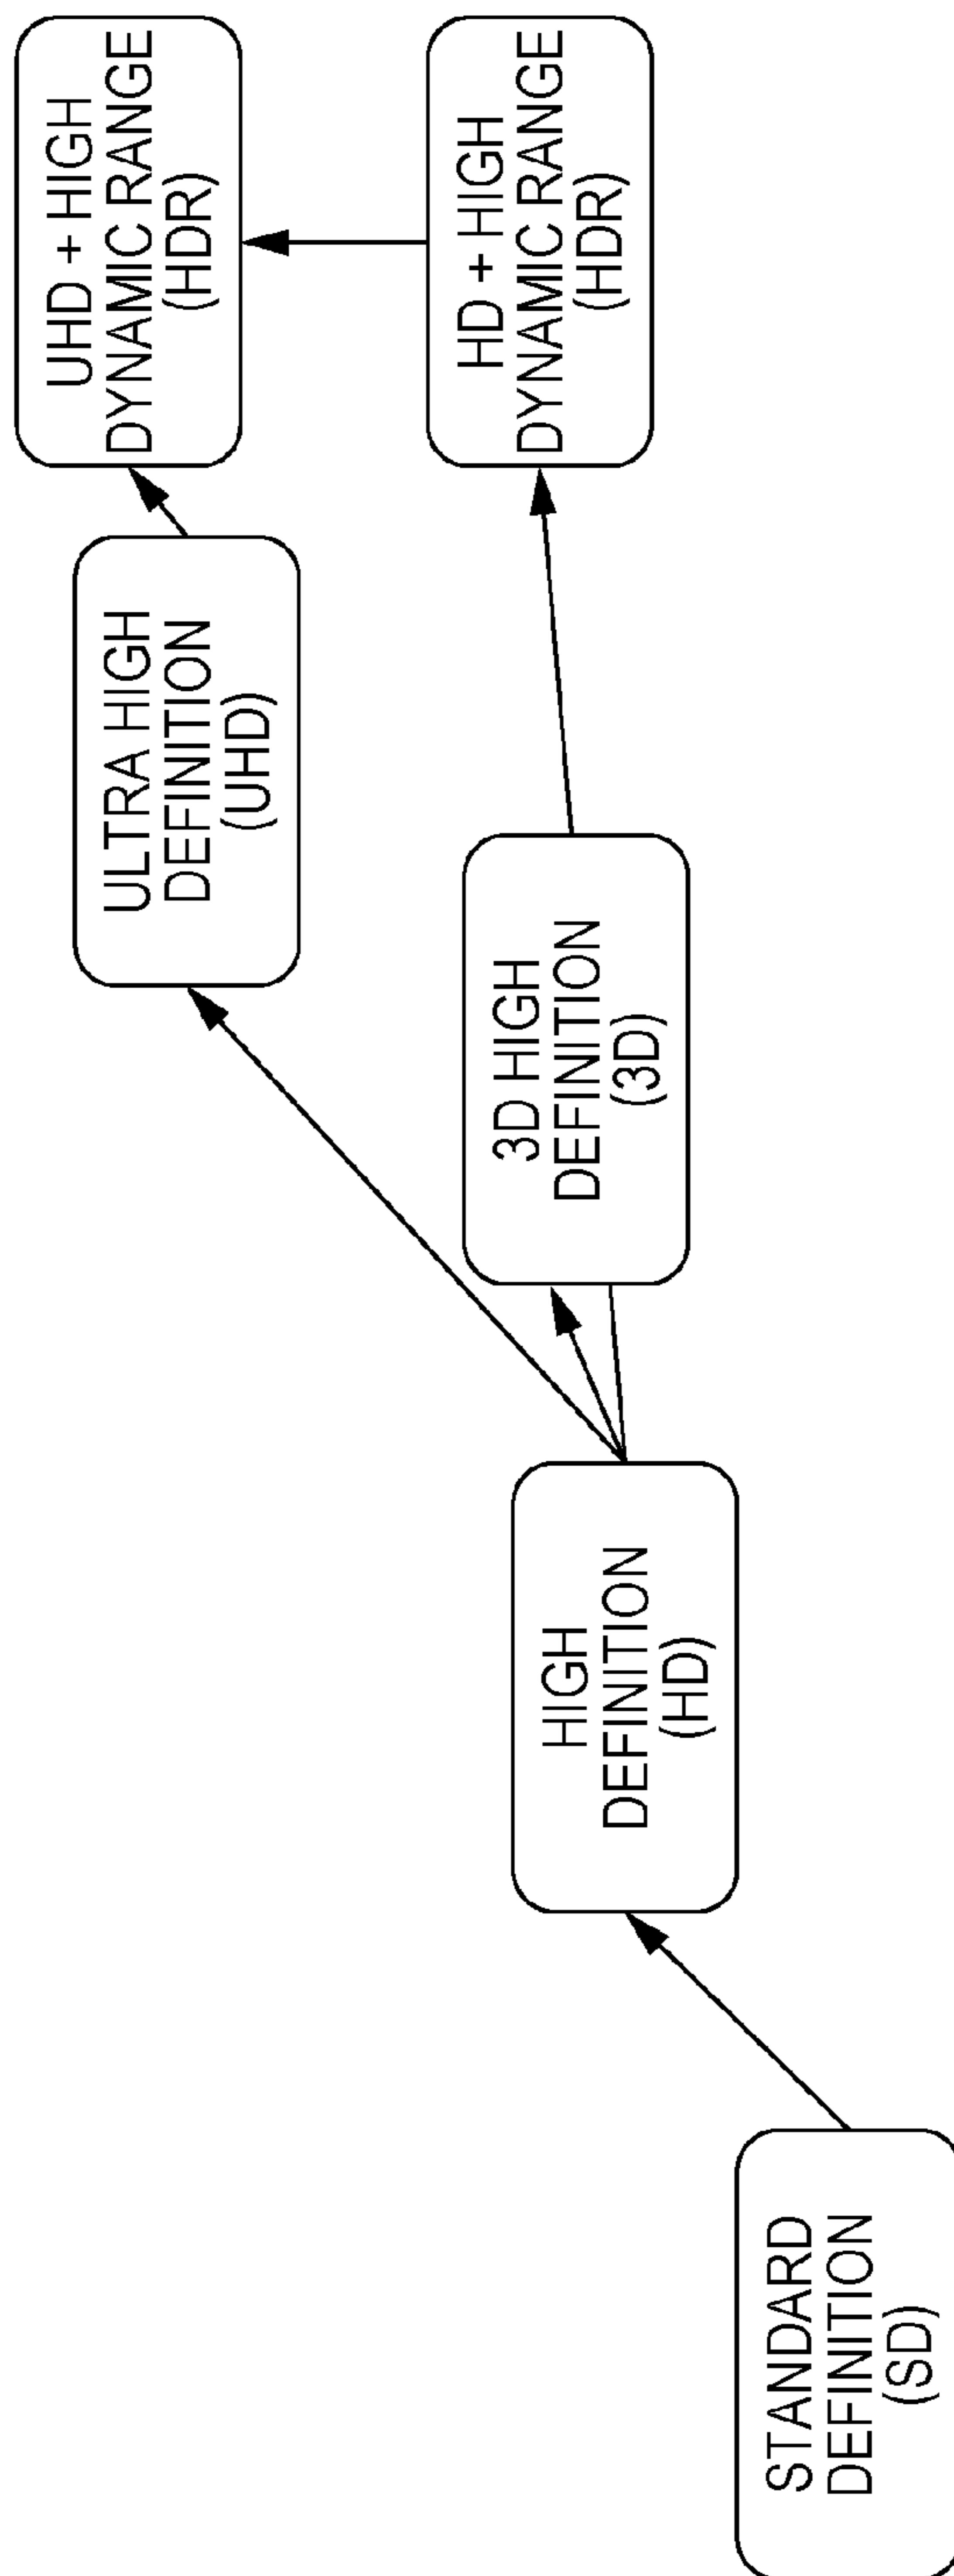 STANDARD
DEFINITION
(SD)
HIGH
DEFINITION
(HD)
3D HIGH
DEFINITION
(3D)
ULTRA HIGH
DEFINITION
(UHD)
UHD + HIGH
DYNAMIC RANGE
(HDR)
HD + HIGH
DYNAMIC RANGE
(HDR)